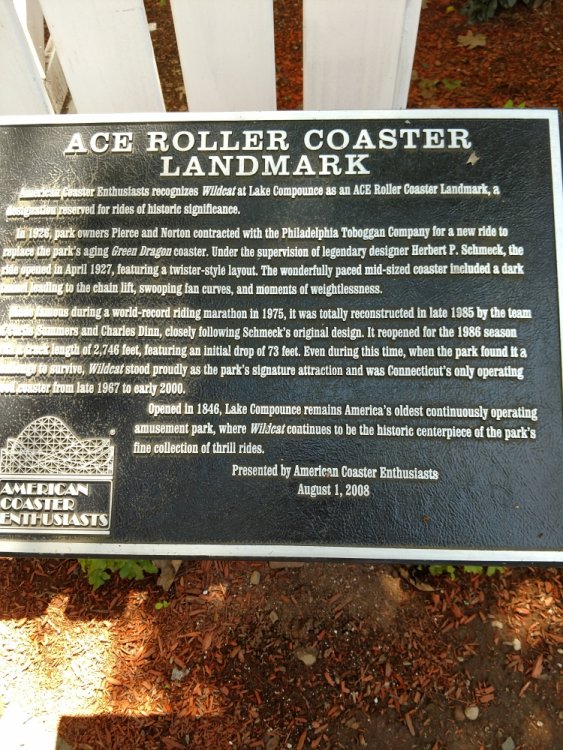 ACE ROLLER COASTER
LANDMARK
American Coaster Enthusiasts recognizes Wildcat at Lake Compounce as an ACE Roller Coaster Landmark, a
designation reserved for rides of historic significance.
In 1926, park owners Pierce and Norton contracted with the Philadelphia Toboggan Company for a new ride to
replace the park's aging Green Dragon coaster. Under the supervision of legendary designer Herbert P. Schmeck, the
ride opened in April 1927, featuring a twister-style layout. The wonderfully paced mid-sized coaster included a dark
tunnel leading to the chain lift, swooping fan curves, and moments of weightlessness.
Made famous during a world-record riding marathon in 1975, it was totally reconstructed in late 1985 by the team
of Curtis Summers and Charles Dinn, closely following Schmeck's original design. It reopened for the 1986 season
with a track length of 2,746 feet, featuring an initial drop of 73 feet. Even during this time, when the park found it a
challenge to survive, Wildcat stood proudly as the park's signature attraction and was Connecticut's only operating
wood coaster from late 1967 to early 2000.
Opened in 1846, Lake Compounce remains America's oldest continuously operating
amusement park, where Wildcat continues to be the historic centerpiece of the park's
fine collection of thrill rides.
Presented by American Coaster Enthusiasts
August 1, 2008
AMERICAN
COASTER
ENTHUSIASTS